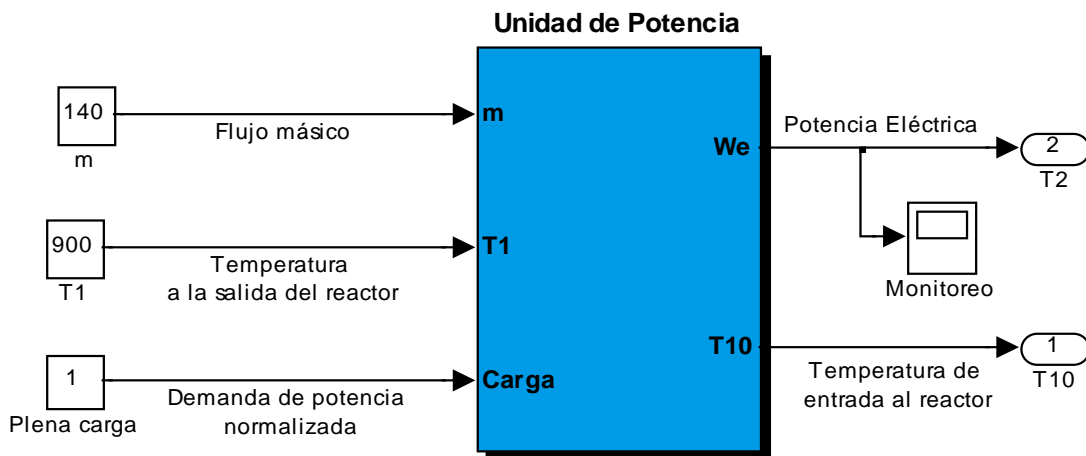 Unidad de Potencia
140
m
Flujo másico
m
900
T1
Temperatura
a la salida del reactor
T1
1
Plena carga
Demanda de potencia
normalizada
Carga
We
Potencia Eléctrica
2
T2
Monitoreo
T10
Temperatura de
entrada al reactor
1
T10